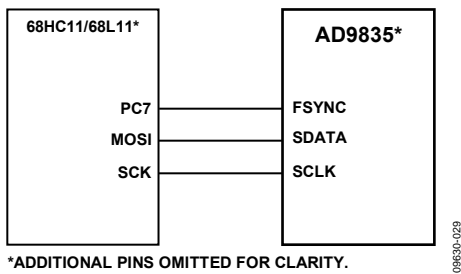 68HC11/68L11*
AD9835*
PC7
FSYNC
MOSI
SDATA
SCK
SCLK
*ADDITIONAL PINS OMITTED FOR CLARITY.
09630-029